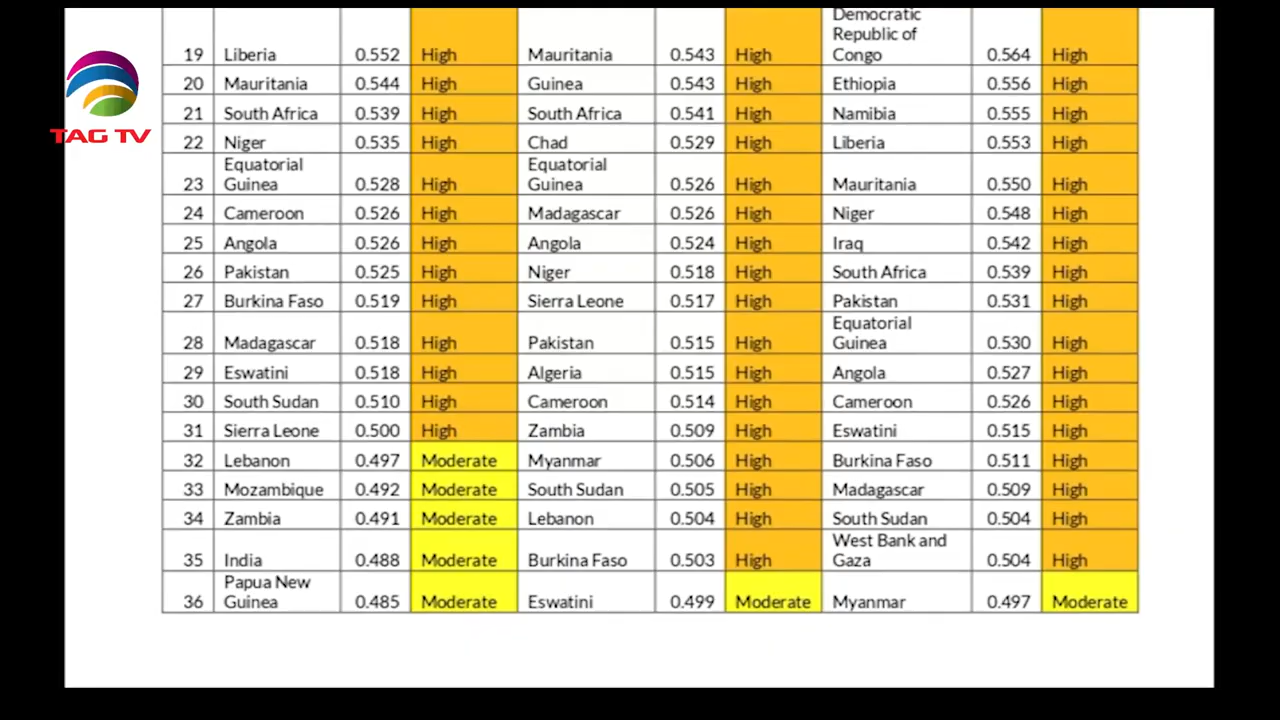 Democratic
Republic of
19 Liberia 0.552 High Mauritania 0.543 High Congo 0.564 High
20 Mauritania 0.544 High Guinea 0.543 High Ethiopia 0.556 High
21 South Africa 0.539 High South Africa 0.541 High Namibia 0.555 High
TAG TV
22 Niger 0.535 High Chad 0.529 High Liberia 0.553 High
Equatorial Equatorial
23 Guinea 0.528 High Guinea 0.526 High Mauritania 0.550 High
24 Cameroon 0.526 High Madagascar 0.526 High Niger 0.548 High
25 Angola 0.526 High Angola 0.524 High Iraq 0.542 High
26 Pakistan 0.525 High Niger 0.518 High South Africa 0.539 High
27 Burkina Faso 0.519 High Sierra Leone 0.517 High Pakistan 0.531 High
Equatorial
28 Madagascar 0.518 High Pakistan 0.515 High Guinea 0.530 High
29 Eswatini 0.518 High Algeria 0.515 High Angola 0.527 High
30 South Sudan 0.510 High Cameroon 0.514 High Cameroon 0.526 High
31 Sierra Leone 0.500 High Zambia 0.509 High Eswatini 0.515 High
32 Lebanon 0.497 Moderate Myanmar 0.506 High Burkina Faso 0.511 High
33 Mozambique 0.492 Moderate South Sudan 0.505 High Madagascar 0.509 High
34 Zambia 0.491 Moderate Lebanon 0.504 High South Sudan 0.504 High
West Bank and
35 India 0.488 Moderate Burkina Faso 0.503 High Gaza 0.504 High
Papua New
36 Guinea 0.485 Moderate Eswatini 0.499 Moderate Myanmar 0.497 Moderate